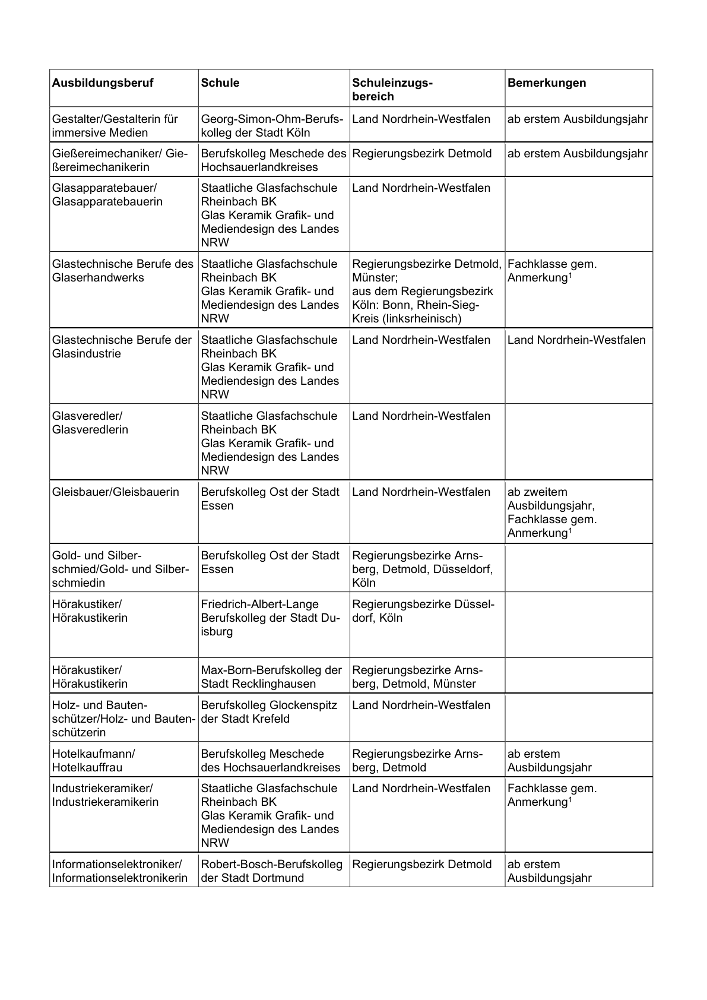 Ausbildungsberuf
Schule
Schuleinzugs-
bereich
Bemerkungen
Gestalter/Gestalterin für
immersive Medien
Georg-Simon-Ohm-Berufs-
kolleg der Stadt Köln
Land Nordrhein-Westfalen
ab erstem Ausbildungsjahr
Gießereimechaniker/ Gie-
ßereimechanikerin
Berufskolleg Meschede des
Hochsauerlandkreises
Regierungsbezirk Detmold
ab erstem Ausbildungsjahr
Glasapparatebauer/
Glasapparatebauerin
Staatliche Glasfachschule
Rheinbach BK
Glas Keramik Grafik- und
Mediendesign des Landes
NRW
Land Nordrhein-Westfalen
Glastechnische Berufe des
Glaserhandwerks
Staatliche Glasfachschule
Rheinbach BK
Glas Keramik Grafik- und
Mediendesign des Landes
NRW
Regierungsbezirke Detmold,
Münster;
aus dem Regierungsbezirk
Köln: Bonn, Rhein-Sieg-
Kreis (linksrheinisch)
Fachklasse gem.
Anmerkung¹
Glastechnische Berufe der
Glasindustrie
Staatliche Glasfachschule
Rheinbach BK
Glas Keramik Grafik- und
Mediendesign des Landes
NRW
Land Nordrhein-Westfalen
Land Nordrhein-Westfalen
Glasveredler/
Glasveredlerin
Staatliche Glasfachschule
Rheinbach BK
Glas Keramik Grafik- und
Mediendesign des Landes
NRW
Land Nordrhein-Westfalen
Gleisbauer/Gleisbauerin
Berufskolleg Ost der Stadt
Essen
Land Nordrhein-Westfalen
ab zweitem
Ausbildungsjahr,
Fachklasse gem.
Anmerkung¹
Gold- und Silber-
schmied/Gold- und Silber-
schmiedin
Berufskolleg Ost der Stadt
Essen
Regierungsbezirke Arns-
berg, Detmold, Düsseldorf,
Köln
Hörakustiker/
Hörakustikerin
Friedrich-Albert-Lange
Berufskolleg der Stadt Du-
isburg
Regierungsbezirke Düssel-
dorf, Köln
Hörakustiker/
Hörakustikerin
Max-Born-Berufskolleg der
Stadt Recklinghausen
Regierungsbezirke Arns-
berg, Detmold, Münster
Holz- und Bauten-
schützer/Holz- und Bauten-
schützerin
Berufskolleg Glockenspitz
der Stadt Krefeld
Land Nordrhein-Westfalen
Hotelkaufmann/
Hotelkauffrau
Berufskolleg Meschede
des Hochsauerlandkreises
Regierungsbezirke Arns-
berg, Detmold
ab erstem
Ausbildungsjahr
Industriekeramiker/
Industriekeramikerin
Staatliche Glasfachschule
Rheinbach BK
Glas Keramik Grafik- und
Mediendesign des Landes
NRW
Land Nordrhein-Westfalen
Fachklasse gem.
Anmerkung¹
Informationselektroniker/
Informationselektronikerin
Robert-Bosch-Berufskolleg
der Stadt Dortmund
Regierungsbezirk Detmold
ab erstem
Ausbildungsjahr